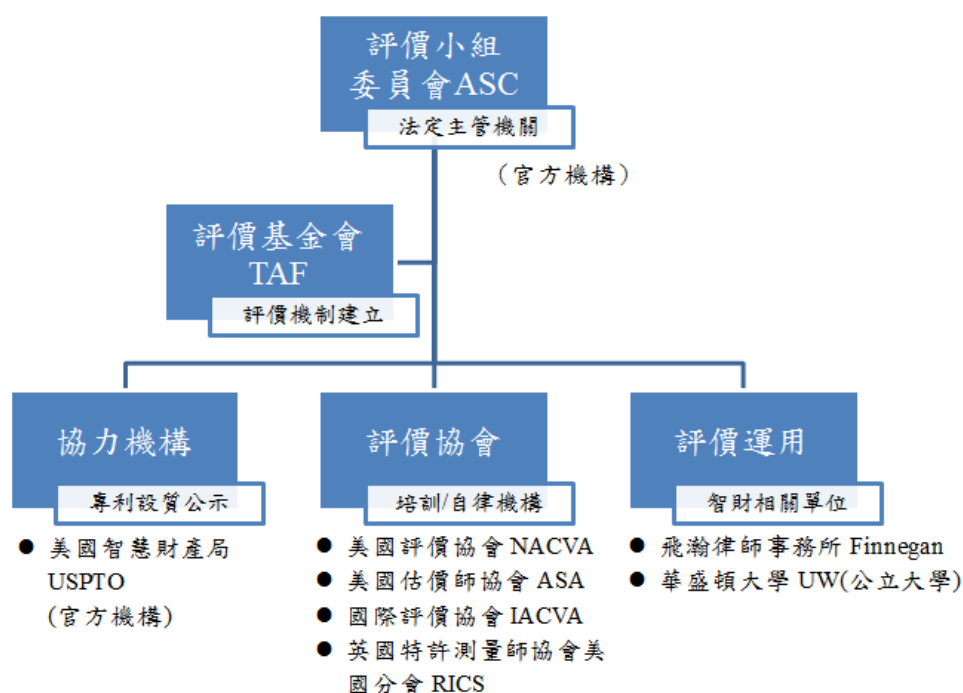 評價小組
委員會ASC
法定主管機關
（官方機構）
評價基金會
TAF
評價機制建立
協力機構
專利設質公示
● 美國智慧財產局
USPTO
(官方機構)
評價協會
培訓/自律機構
● 美國評價協會 NACVA
● 美國估價師協會 ASA
● 國際評價協會 IACVA
● 英國特許測量師協會美
國分會 RICS
評價運用
智財相關單位
● 飛瀚律師事務所 Finnegan
● 華盛頓大學 UW(公立大學)